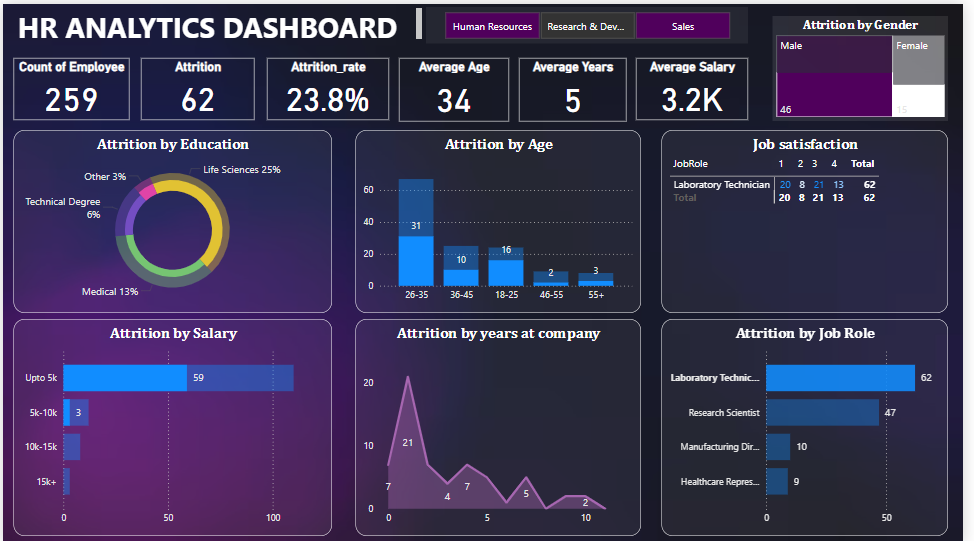 HR ANALYTICS DASHBOARD
Human Resources
Research & Dev...
Sales
Attrition by Gender
Male
Female
46
15
Count of Employee
259
Attrition
62
Attrition_rate
23.8%
Average Age
34
Average Years
5
Average Salary
3.2K
Attrition by Education
Life Sciences 25%
Other 3%
Technical Degree
6%
Medical 13%
Attrition by Age
60
40
20
0
31
10
16
2
3
26-35 36-45 18-25 46-55 55+
Job satisfaction
JobRole 1 2 3 4 Total
Laboratory Technician 20 8 21 13 62
Total 20 8 21 13 62
Attrition by Salary
Upto 5k 59
5k-10k 3
10k-15k
15k+
0 50 100
Attrition by years at company
20
10
0
7
21
4
7
5
2
0 5 10
Attrition by Job Role
Laboratory Technic... 62
Research Scientist 47
Manufacturing Dir... 10
Healthcare Repres... 9
0 50